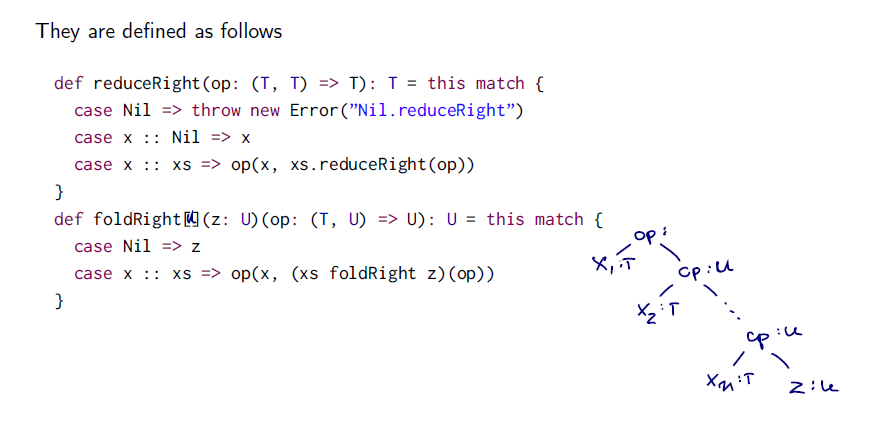 They are defined as follows
def reduceRight(op: (T, T) => T): T = this match {
case Nil => throw new Error(”Nil.reduceRight”)
case x :: Nil => x
case x :: xs => op(x, xs.reduceRight(op))
}
def foldRight[U](z: U)(op: (T, U) => U): U = this match {
case Nil => z
case x :: xs => op(x, (xs foldRight z)(op))
}
op :
x₁ : T
op : U
x₂ : T
op : U
xₙ : T
z : U